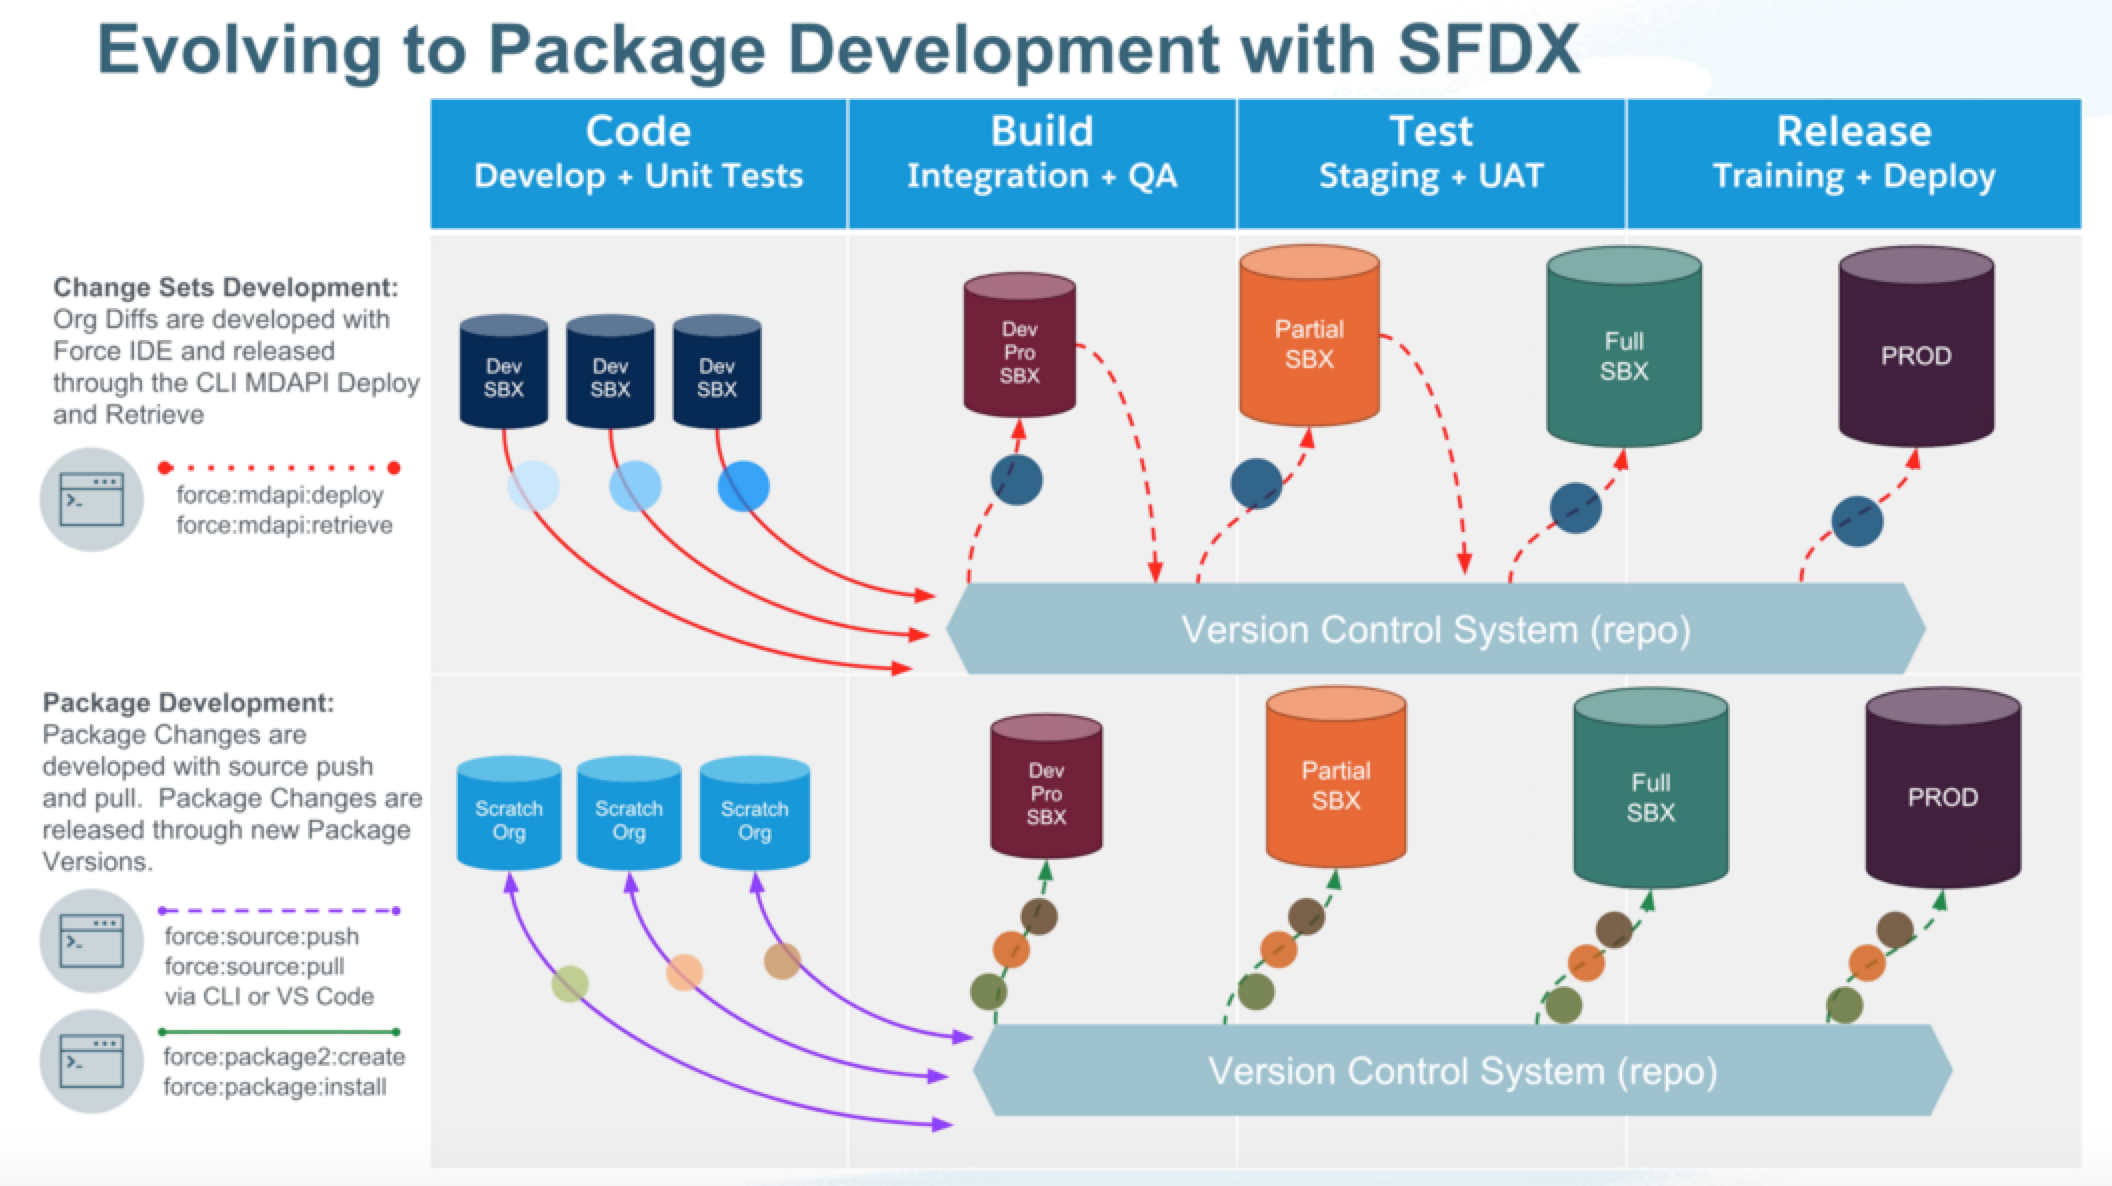 Evolving to Package Development with SFDX
Code
Develop + Unit Tests
Build
Integration + QA
Test
Staging + UAT
Release
Training + Deploy
Change Sets Development:
Org Diffs are developed with
Force IDE and released
through the CLI MDAPI Deploy
and Retrieve
>_
force:mdapi:deploy
force:mdapi:retrieve
Dev
SBX
Dev
SBX
Dev
SBX
Dev
Pro
SBX
Partial
SBX
Full
SBX
PROD
Version Control System (repo)
Package Development:
Package Changes are
developed with source push
and pull.  Package Changes are
released through new Package
Versions.
>_
force:source:push
force:source:pull
via CLI or VS Code
>_
force:package2:create
force:package:install
Scratch
Org
Scratch
Org
Scratch
Org
Dev
Pro
SBX
Partial
SBX
Full
SBX
PROD
Version Control System (repo)